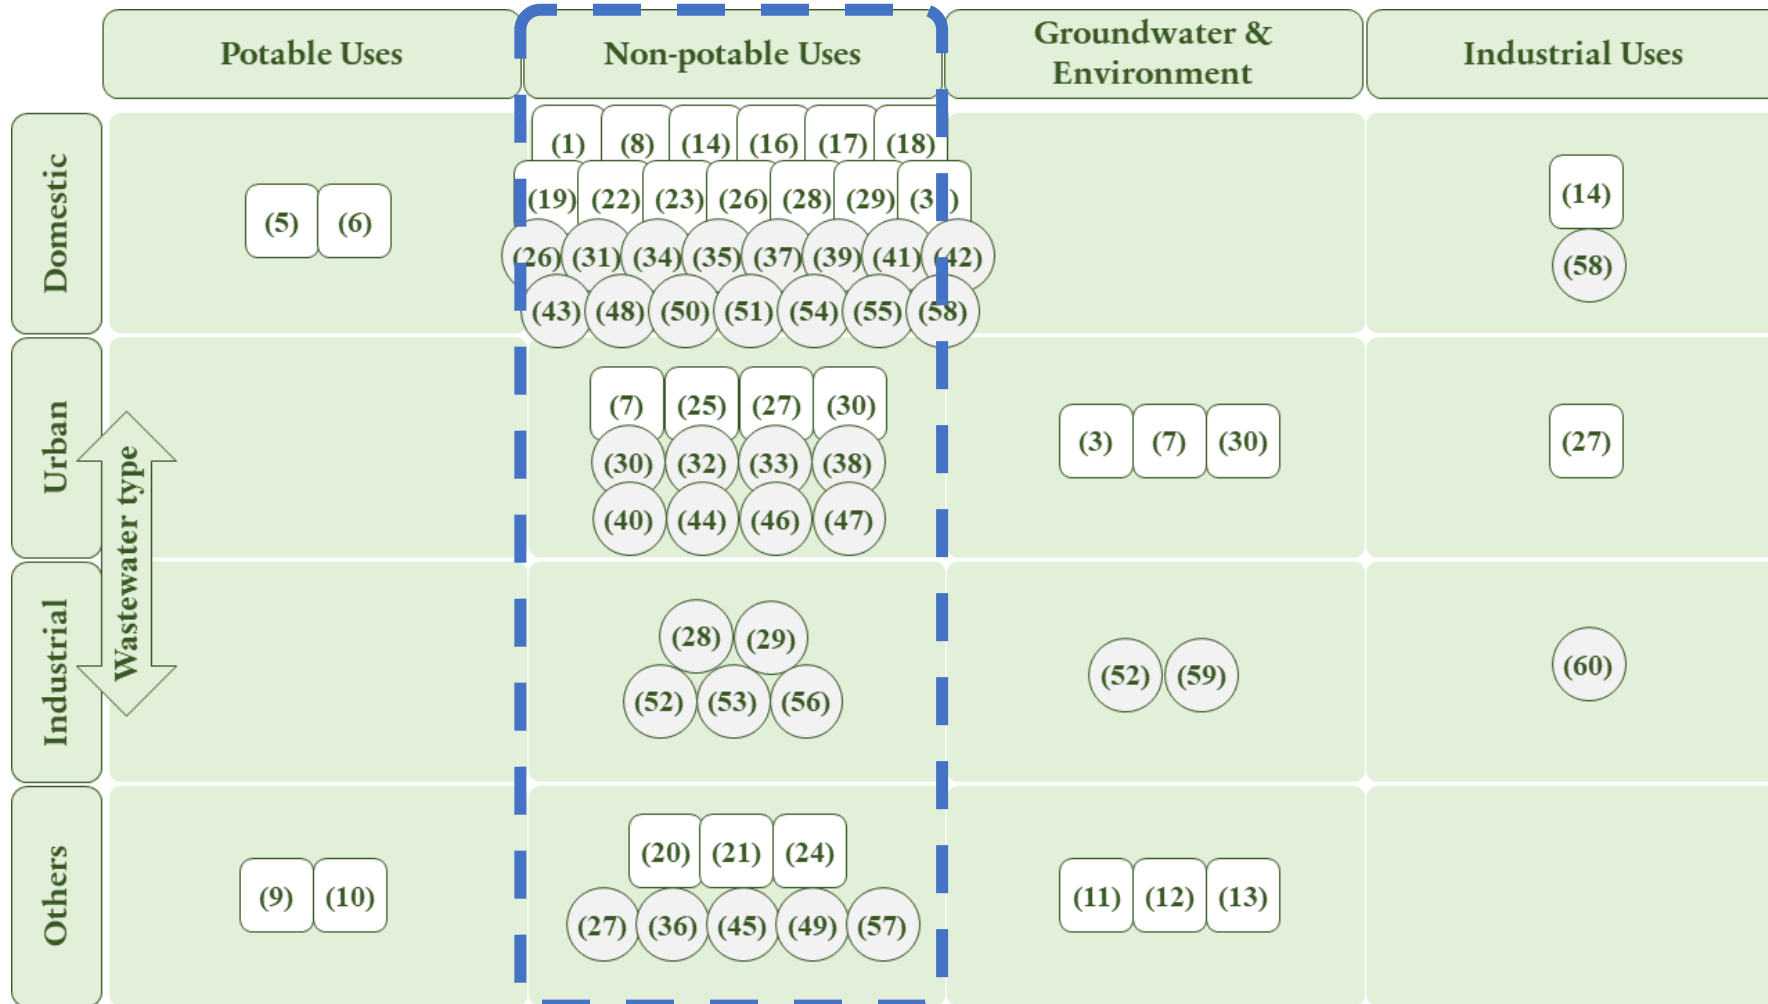 Potable Uses
Non-potable Uses
Groundwater &
Environment
Industrial Uses
Domestic
(5) (6)
(1) (8) (14) (16) (17) (18)
(19) (22) (23) (26) (28) (29)
(26) (31) (34) (35) (37) (39) (41) (42)
(43) (48) (50) (51) (54) (55) (58)
(14)
(58)
Urban
(7) (25) (27) (30)
(30) (32) (33) (38)
(40) (44) (46) (47)
(3) (7) (30)
(27)
Wastewater type
Industrial
(28) (29)
(52) (53) (56)
(52) (59)
(60)
Others
(9) (10)
(20) (21) (24)
(27) (36) (45) (49) (57)
(11) (12) (13)